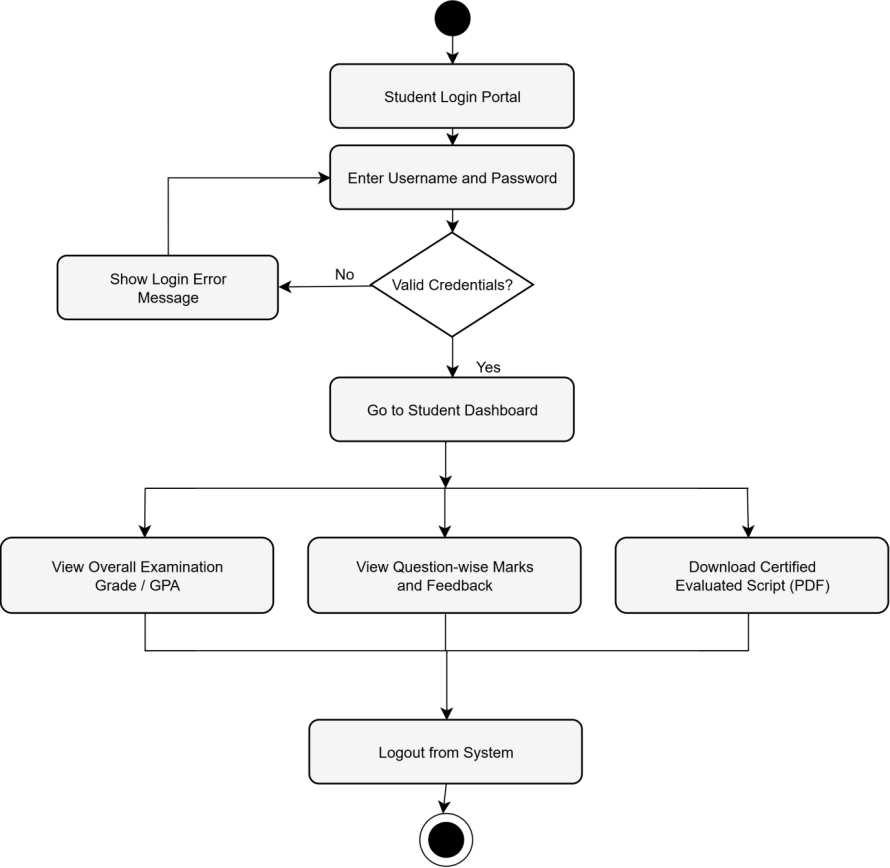 Student Login Portal
Enter Username and Password
Show Login Error
Message
No
Valid Credentials?
Yes
Go to Student Dashboard
View Overall Examination
Grade / GPA
View Question-wise Marks
and Feedback
Download Certified
Evaluated Script (PDF)
Logout from System